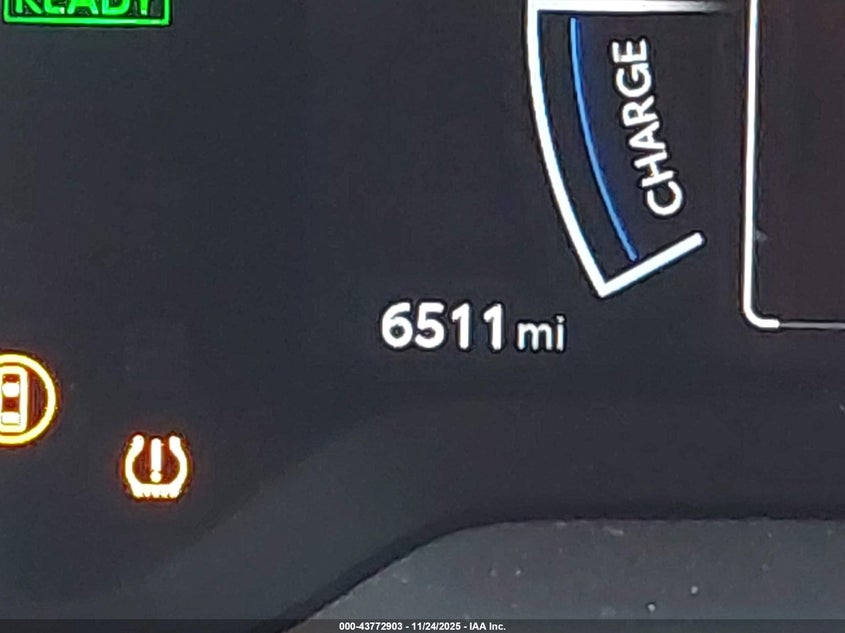 READY
CHARGE
6511 mi
000-43772903 - 11/24/2025 - IAA Inc.